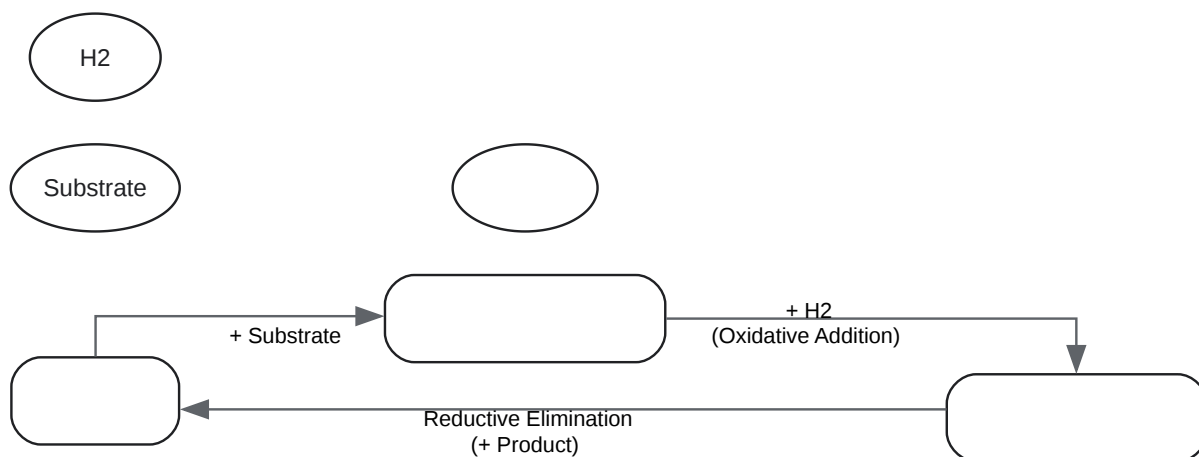 H2
Substrate
+ Substrate
+ H2
(Oxidative Addition)
Reductive Elimination
(+ Product)